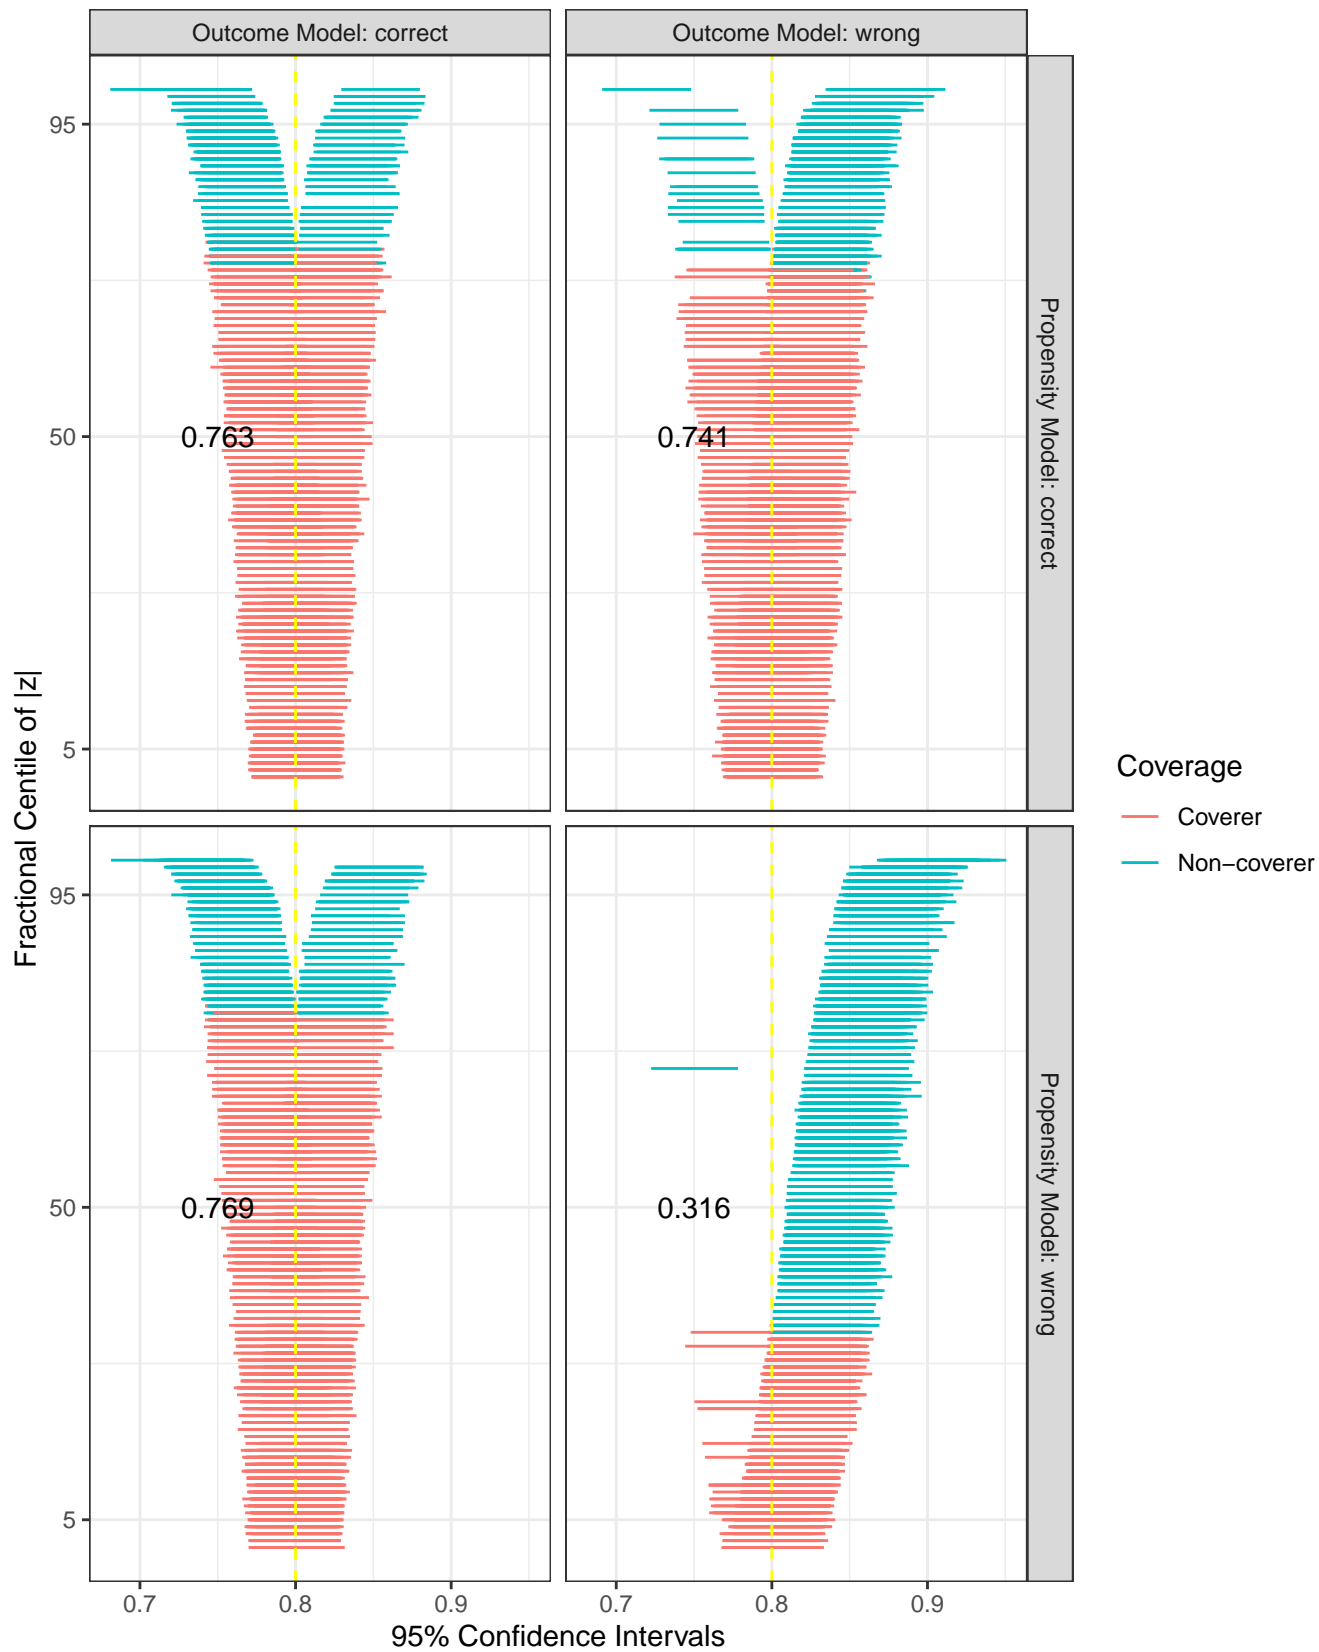 Outcome Model: correct
Outcome Model: wrong
95
50
5
0.763
0.741
Propensity Model: correct
95
50
5
0.769
0.316
Propensity Model: wrong
0.7
0.8
0.9
0.7
0.8
0.9
95% Confidence Intervals
Fractional Centile of |z|
Coverage
Coverer
Non−coverer